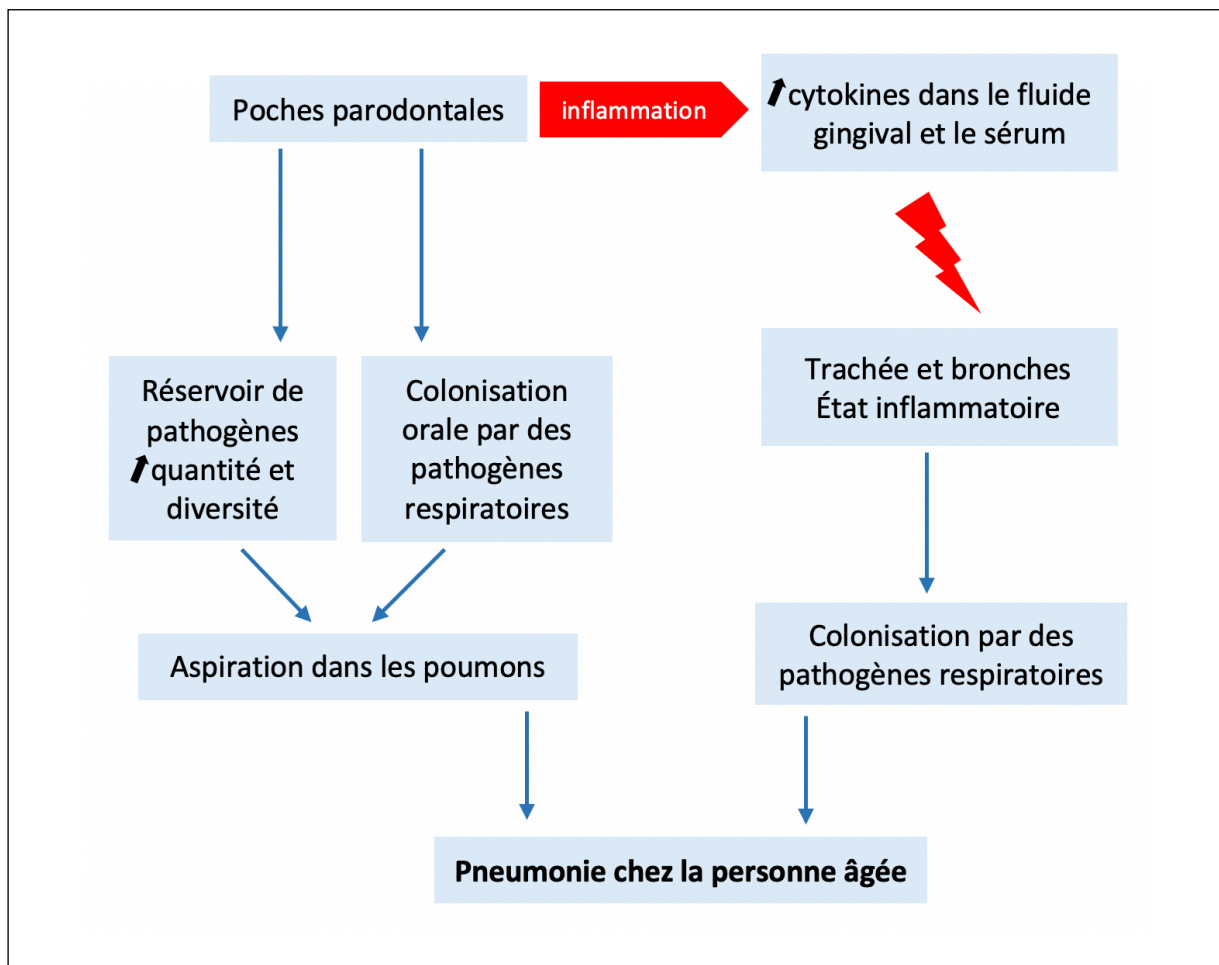 Poches parodontales
inflammation
cytokines dans le fluide
gingival et le sérum
Réservoir de
pathogènes
quantité et
diversité
Colonisation
orale par des
pathogènes
respiratoires
Trachée et bronches
État inflammatoire
Aspiration dans les poumons
Colonisation par des
pathogènes respiratoires
Pneumonie chez la personne âgée